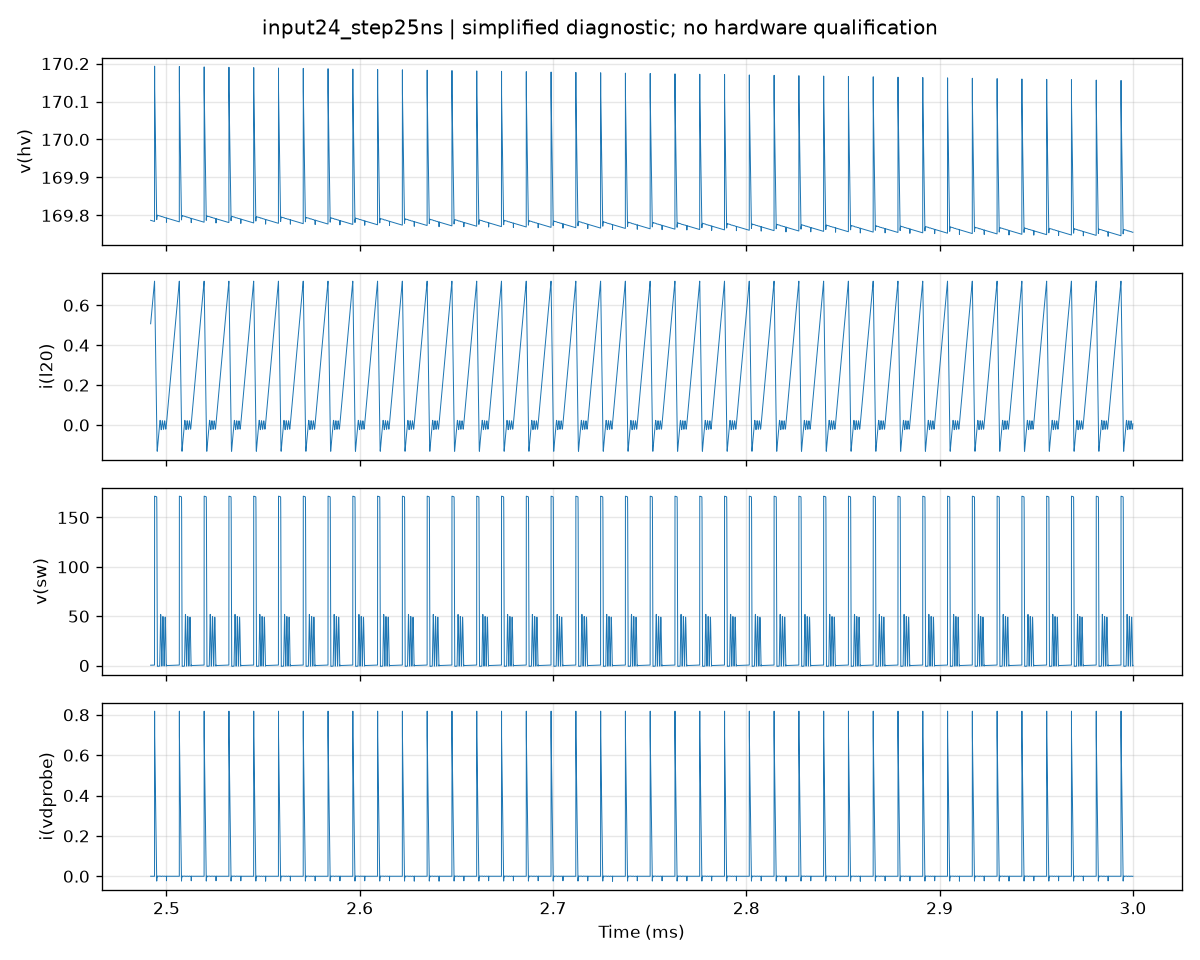 input24_step25ns | simplified diagnostic; no hardware qualification
170.2
170.1
170.0
169.9
169.8
v(hv)
0.6
0.4
0.2
0.0
i(l20)
150
100
50
0
v(sw)
0.8
0.6
0.4
0.2
0.0
i(vdprobe)
2.5 2.6 2.7 2.8 2.9 3.0
Time (ms)